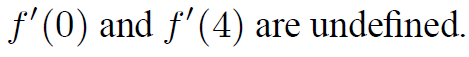 f'(0) and f'(4) are undefined.